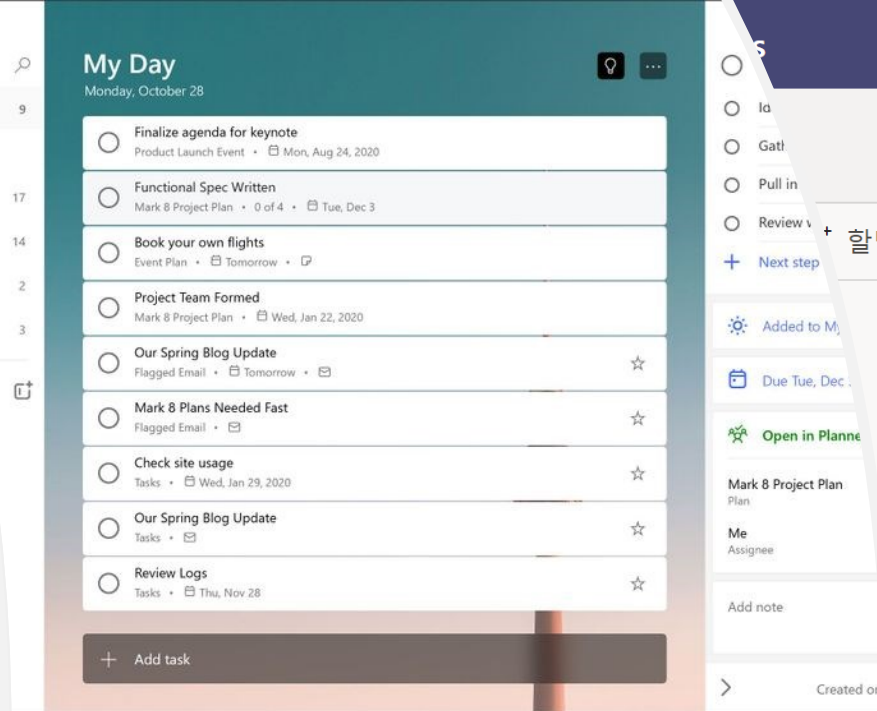 9
17
14
2
3
My Day
Monday, October 28
Finalize agenda for keynote
Product Launch Event • Mon, Aug 24, 2020
Functional Spec Written
Mark 8 Project Plan • 0 of 4 • Tue, Dec 3
Book your own flights
Event Plan • Tomorrow •
Project Team Formed
Mark 8 Project Plan • Wed, Jan 22, 2020
Our Spring Blog Update
Flagged Email • Tomorrow •
Mark 8 Plans Needed Fast
Flagged Email •
Check site usage
Tasks • Wed, Jan 29, 2020
Our Spring Blog Update
Tasks •
Review Logs
Tasks • Thu, Nov 28
+ Add task
s
Id
Gath
Pull in
Review
+ Next step
Added to My
Due Tue, Dec
Open in Planne
Mark 8 Project Plan
Plan
Me
Assignee
Add note
Created on
+ 할